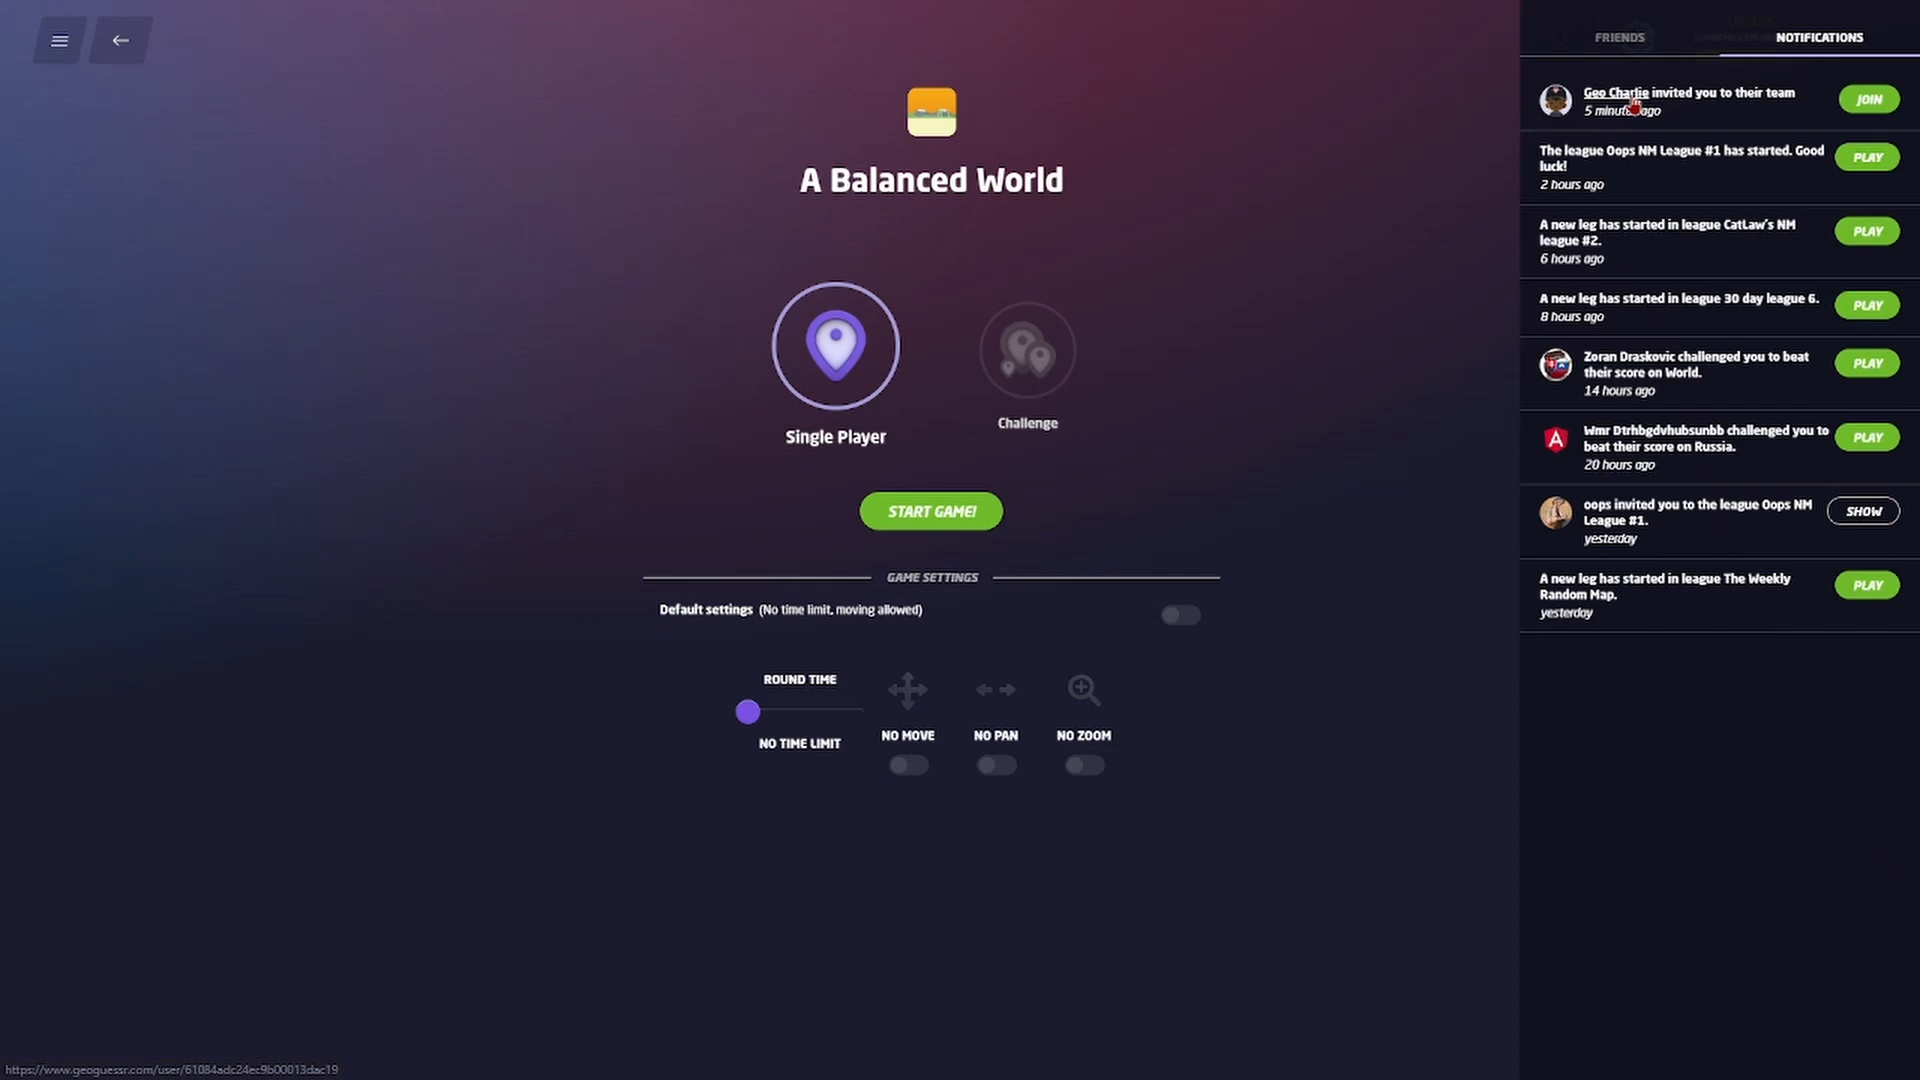 A Balanced World
Single Player
Challenge
START GAME!
GAME SETTINGS
Default settings (No time limit, moving allowed)
ROUND TIME
NO TIME LIMIT
NO MOVE
NO PAN
NO ZOOM
FRIENDS
NOTIFICATIONS
Geo Charlie invited you to their team
5 minutes ago
JOIN
The league Oops NM League #1 has started. Good
luck!
2 hours ago
PLAY
A new leg has started in league CatLaw's NM
league #2.
6 hours ago
PLAY
A new leg has started in league 30 day league 6.
8 hours ago
PLAY
Zoran Draskovic challenged you to beat
their score on World.
14 hours ago
PLAY
Wmr Dtrhbgdvhubsunbb challenged you to
beat their score on Russia.
20 hours ago
PLAY
oops invited you to the league Oops NM
League #1.
yesterday
SHOW
A new leg has started in league The Weekly
Random Map.
yesterday
PLAY
https://www.geoguessr.com/user/61084adc24ec9b00013dac19